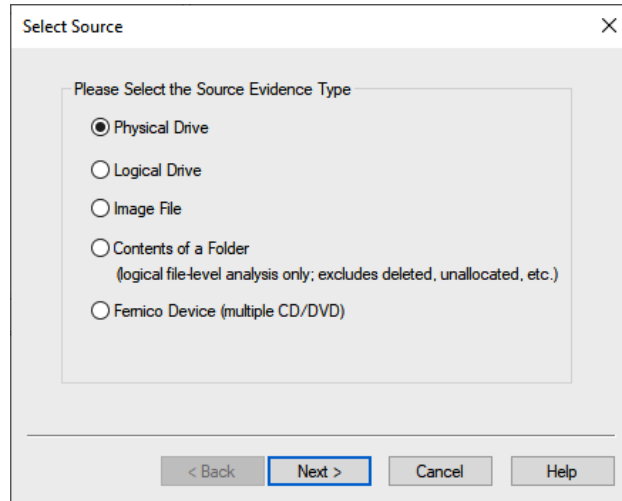 Select Source
Please Select the Source Evidence Type
Physical Drive
Logical Drive
Image File
Contents of a Folder
(logical file-level analysis only; excludes deleted, unallocated, etc.)
Fernico Device (multiple CD/DVD)
< Back Next > Cancel Help